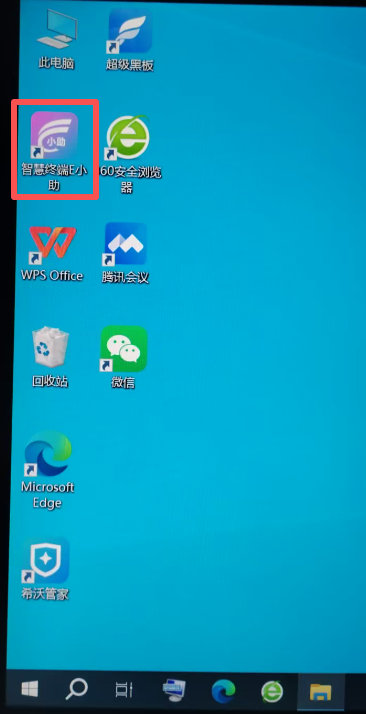 此电脑
超级黑板
小助
智慧终端E小
助
60安全浏览
器
WPS Office
腾讯会议
回收站
微信
Microsoft
Edge
希沃管家